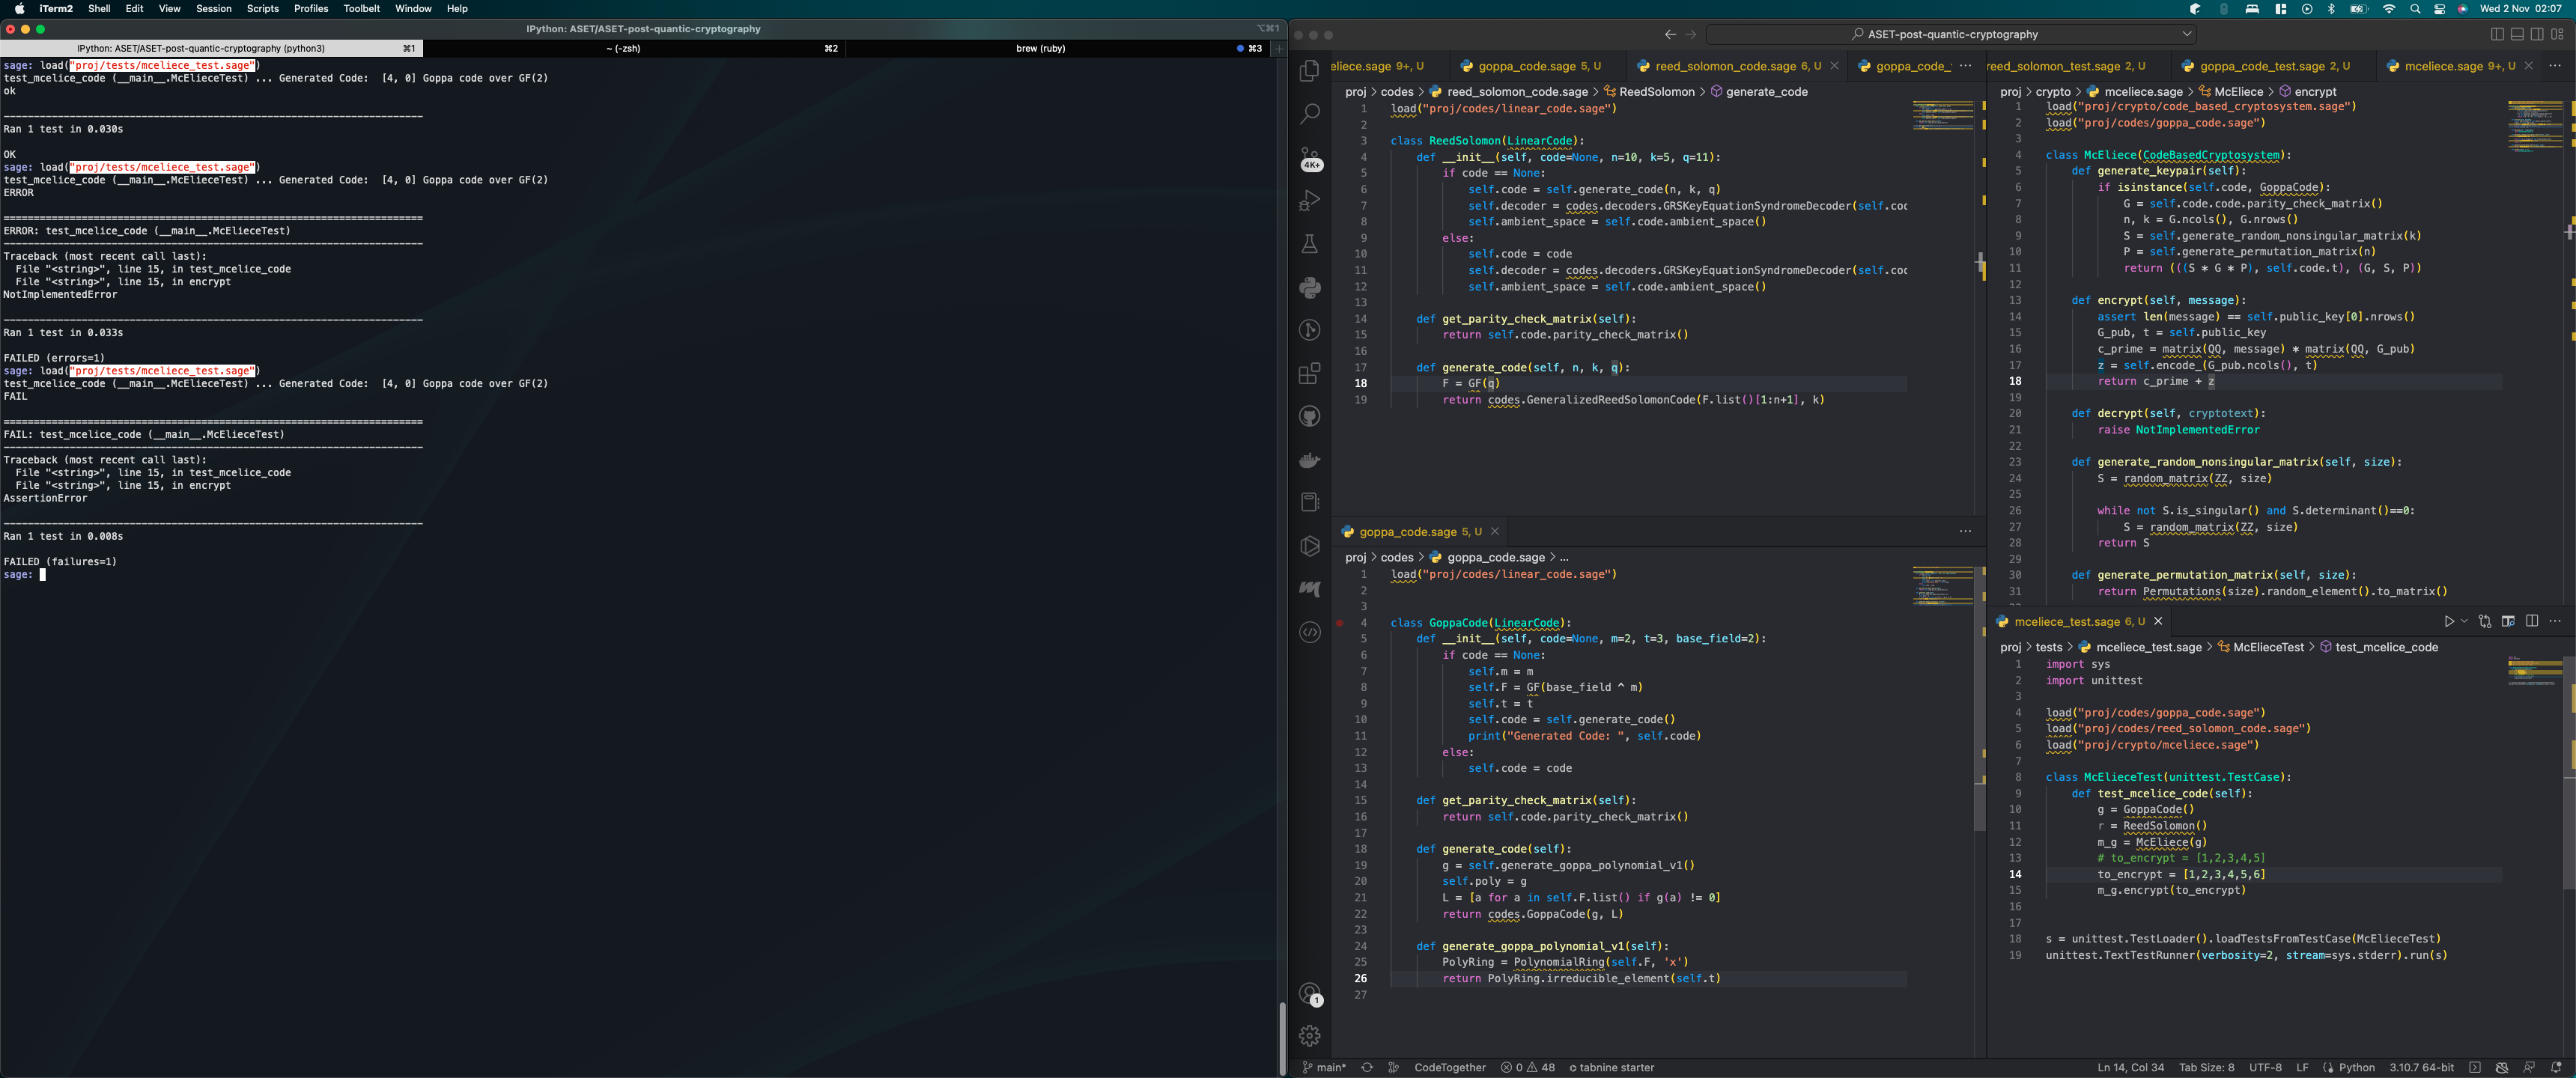 iTerm2 Shell Edit View Session Scripts Profiles Toolbelt Window Help
Wed 2 Nov 02:07
IPython: ASET/ASET-post-quantic-cryptography
⌥⌘1
IPython: ASET/ASET-post-quantic-cryptography (python3) ⌘1
~ (-zsh) ⌘2
brew (ruby) ⌘3
sage: load("proj/tests/mceliece_test.sage")
test_mcelice_code (__main__.McElieceTest) ... Generated Code:  [4, 0] Goppa code over GF(2)
ok
----------------------------------------------------------------------
Ran 1 test in 0.030s
OK
sage: load("proj/tests/mceliece_test.sage")
test_mcelice_code (__main__.McElieceTest) ... Generated Code:  [4, 0] Goppa code over GF(2)
ERROR
======================================================================
ERROR: test_mcelice_code (__main__.McElieceTest)
----------------------------------------------------------------------
Traceback (most recent call last):
  File "<string>", line 15, in test_mcelice_code
  File "<string>", line 15, in encrypt
NotImplementedError
----------------------------------------------------------------------
Ran 1 test in 0.033s
FAILED (errors=1)
sage: load("proj/tests/mceliece_test.sage")
test_mcelice_code (__main__.McElieceTest) ... Generated Code:  [4, 0] Goppa code over GF(2)
FAIL
======================================================================
FAIL: test_mcelice_code (__main__.McElieceTest)
----------------------------------------------------------------------
Traceback (most recent call last):
  File "<string>", line 15, in test_mcelice_code
  File "<string>", line 15, in encrypt
AssertionError
----------------------------------------------------------------------
Ran 1 test in 0.008s
FAILED (failures=1)
sage:
ASET-post-quantic-cryptography
4K+
1
eliece.sage 9+, U
goppa_code.sage 5, U
reed_solomon_code.sage 6, U
goppa_code_
proj > codes > reed_solomon_code.sage > ReedSolomon > generate_code
1 load("proj/codes/linear_code.sage")
2
3 class ReedSolomon(LinearCode):
4     def __init__(self, code=None, n=10, k=5, q=11):
5         if code == None:
6             self.code = self.generate_code(n, k, q)
7             self.decoder = codes.decoders.GRSKeyEquationSyndromeDecoder(self.coc
8             self.ambient_space = self.code.ambient_space()
9         else:
10             self.code = code
11             self.decoder = codes.decoders.GRSKeyEquationSyndromeDecoder(self.coc
12             self.ambient_space = self.code.ambient_space()
13
14     def get_parity_check_matrix(self):
15         return self.code.parity_check_matrix()
16
17     def generate_code(self, n, k, q):
18         F = GF(q)
19         return codes.GeneralizedReedSolomonCode(F.list()[1:n+1], k)
goppa_code.sage 5, U
proj > codes > goppa_code.sage > ...
1 load("proj/codes/linear_code.sage")
2
3
4 class GoppaCode(LinearCode):
5     def __init__(self, code=None, m=2, t=3, base_field=2):
6         if code == None:
7             self.m = m
8             self.F = GF(base_field ^ m)
9             self.t = t
10             self.code = self.generate_code()
11             print("Generated Code: ", self.code)
12         else:
13             self.code = code
14
15     def get_parity_check_matrix(self):
16         return self.code.parity_check_matrix()
17
18     def generate_code(self):
19         g = self.generate_goppa_polynomial_v1()
20         self.poly = g
21         L = [a for a in self.F.list() if g(a) != 0]
22         return codes.GoppaCode(g, L)
23
24     def generate_goppa_polynomial_v1(self):
25         PolyRing = PolynomialRing(self.F, 'x')
26         return PolyRing.irreducible_element(self.t)
27
reed_solomon_test.sage 2, U
goppa_code_test.sage 2, U
mceliece.sage 9+, U
proj > crypto > mceliece.sage > McEliece > encrypt
1 load("proj/crypto/code_based_cryptosystem.sage")
2 load("proj/codes/goppa_code.sage")
3
4 class McEliece(CodeBasedCryptosystem):
5     def generate_keypair(self):
6         if isinstance(self.code, GoppaCode):
7             G = self.code.code.parity_check_matrix()
8             n, k = G.ncols(), G.nrows()
9             S = self.generate_random_nonsingular_matrix(k)
10             P = self.generate_permutation_matrix(n)
11             return (((S * G * P), self.code.t), (G, S, P))
12
13     def encrypt(self, message):
14         assert len(message) == self.public_key[0].nrows()
15         G_pub, t = self.public_key
16         c_prime = matrix(QQ, message) * matrix(QQ, G_pub)
17         z = self.encode_(G_pub.ncols(), t)
18         return c_prime + z
19
20     def decrypt(self, cryptotext):
21         raise NotImplementedError
22
23     def generate_random_nonsingular_matrix(self, size):
24         S = random_matrix(ZZ, size)
25
26         while not S.is_singular() and S.determinant()==0:
27             S = random_matrix(ZZ, size)
28         return S
29
30     def generate_permutation_matrix(self, size):
31         return Permutations(size).random_element().to_matrix()
mceliece_test.sage 6, U
proj > tests > mceliece_test.sage > McElieceTest > test_mcelice_code
1 import sys
2 import unittest
3
4 load("proj/codes/goppa_code.sage")
5 load("proj/codes/reed_solomon_code.sage")
6 load("proj/crypto/mceliece.sage")
7
8 class McElieceTest(unittest.TestCase):
9     def test_mcelice_code(self):
10         g = GoppaCode()
11         r = ReedSolomon()
12         m_g = McEliece(g)
13         # to_encrypt = [1,2,3,4,5]
14         to_encrypt = [1,2,3,4,5,6]
15         m_g.encrypt(to_encrypt)
16
17
18 s = unittest.TestLoader().loadTestsFromTestCase(McElieceTest)
19 unittest.TextTestRunner(verbosity=2, stream=sys.stderr).run(s)
main* CodeTogether 0 48 tabnine starter
Ln 14, Col 34 Tab Size: 8 UTF-8 LF Python 3.10.7 64-bit